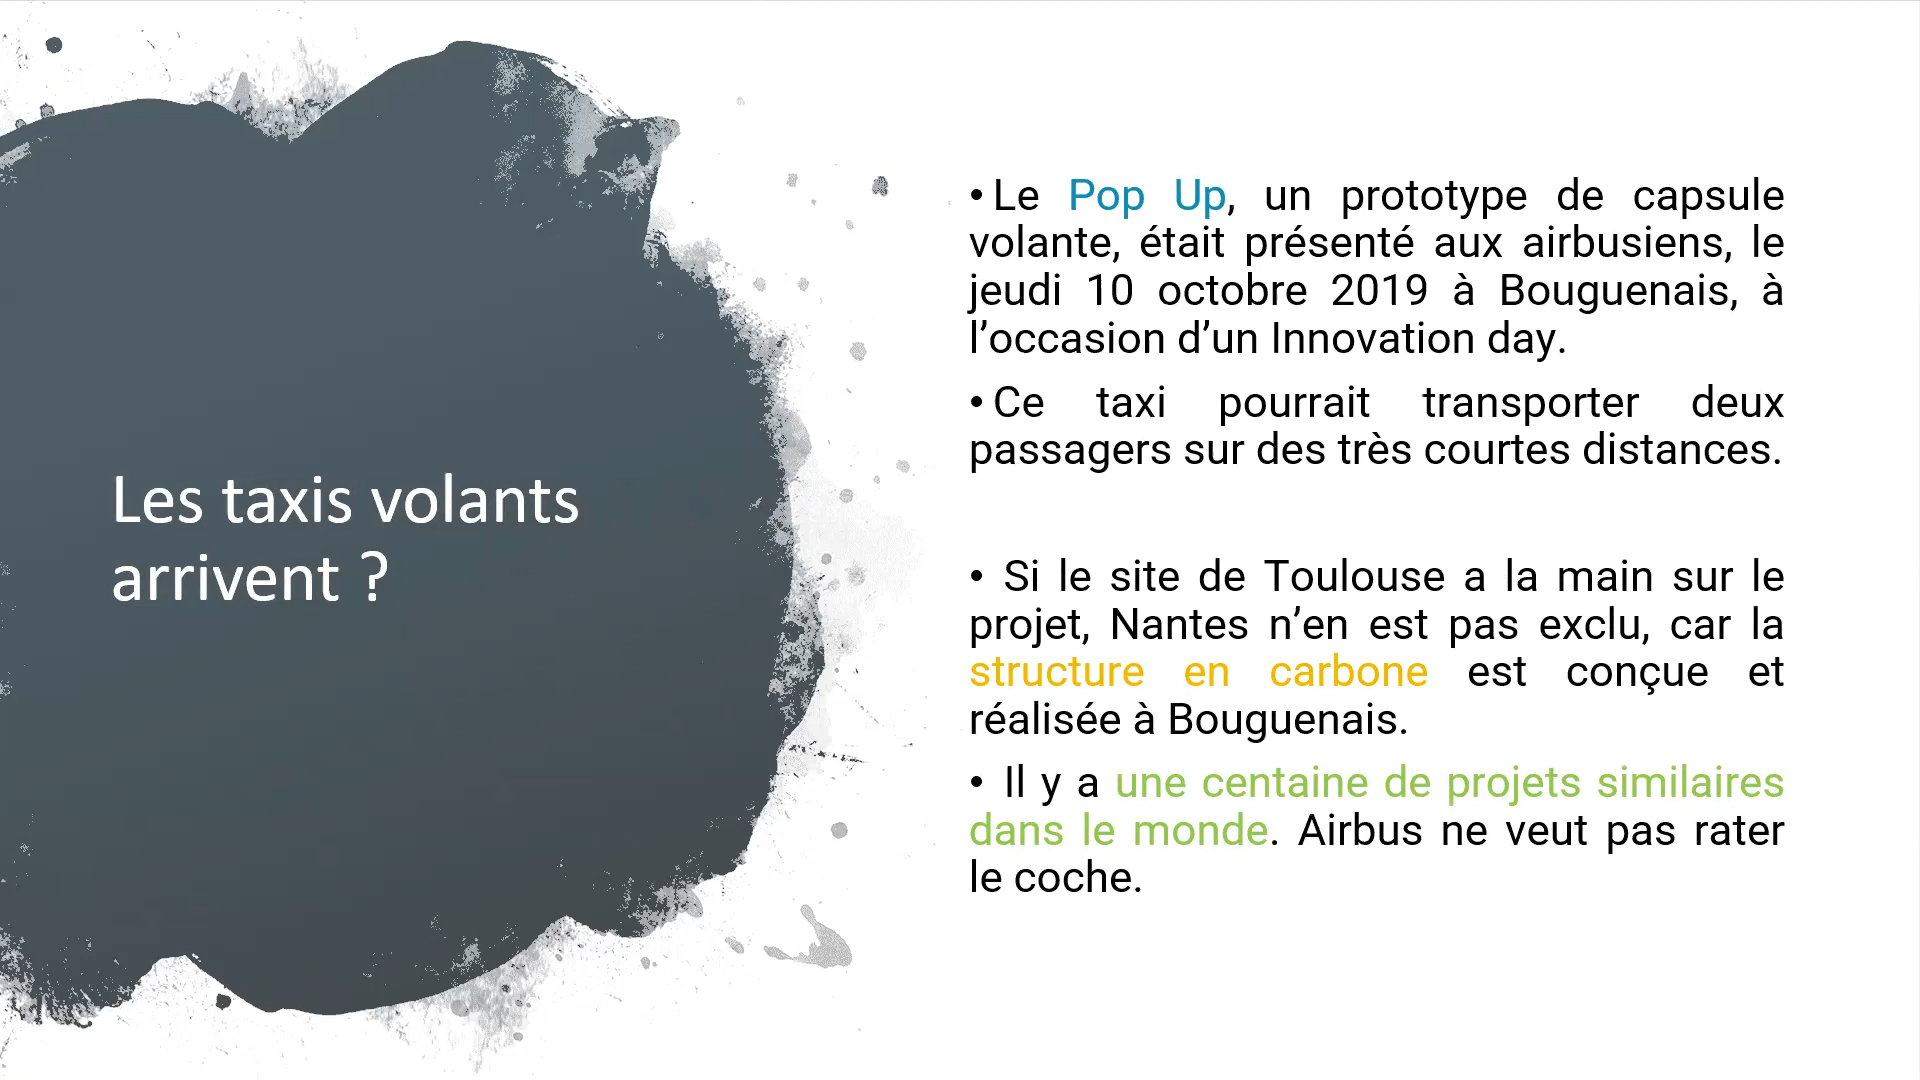 Les taxis volants
arrivent ?
• Le Pop Up, un prototype de capsule
volante, était présenté aux airbusiens, le
jeudi 10 octobre 2019 à Bouguenais, à
l’occasion d’un Innovation day.
• Ce taxi pourrait transporter deux
passagers sur des très courtes distances.
• Si le site de Toulouse a la main sur le
projet, Nantes n’en est pas exclu, car la
structure en carbone est conçue et
réalisée à Bouguenais.
• Il y a une centaine de projets similaires
dans le monde. Airbus ne veut pas rater
le coche.